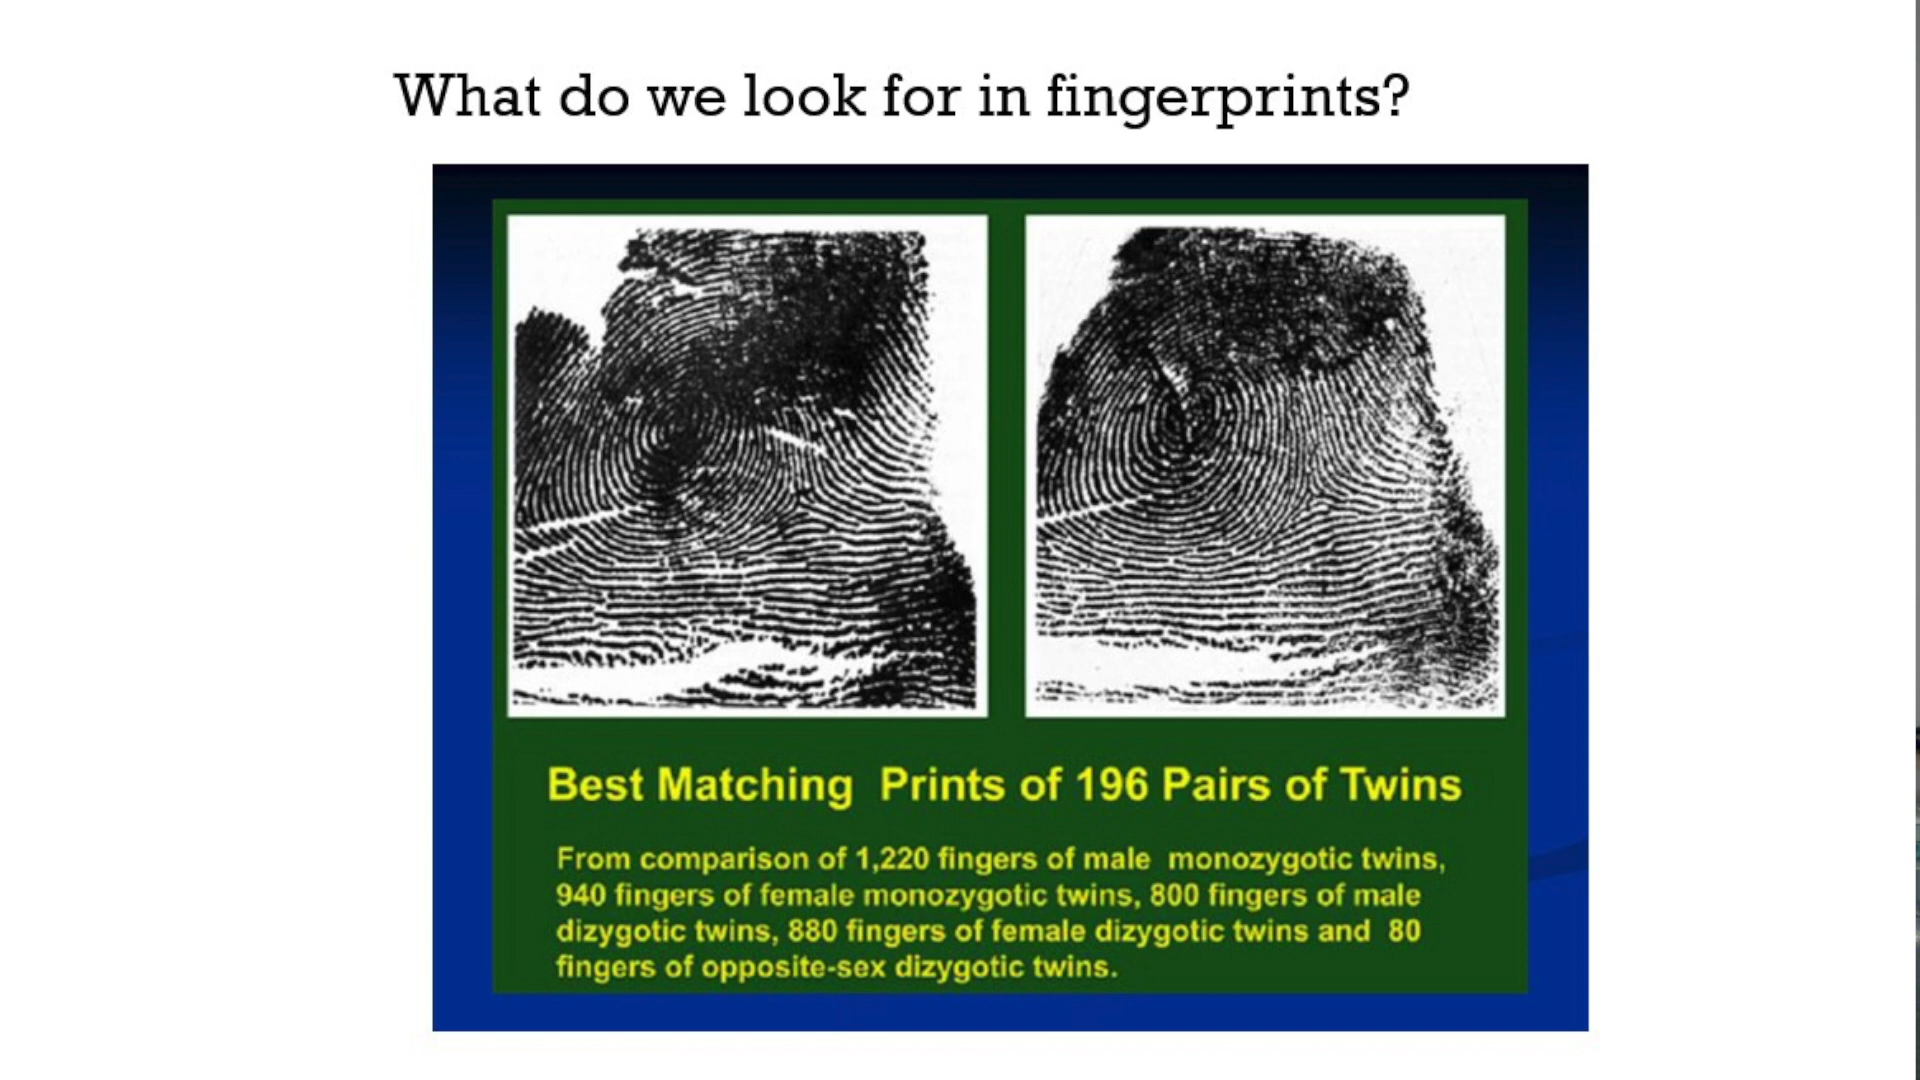 What do we look for in fingerprints?
Best Matching Prints of 196 Pairs of Twins
From comparison of 1,220 fingers of male monozygotic twins,
940 fingers of female monozygotic twins, 800 fingers of male
dizygotic twins, 880 fingers of female dizygotic twins and 80
fingers of opposite-sex dizygotic twins.